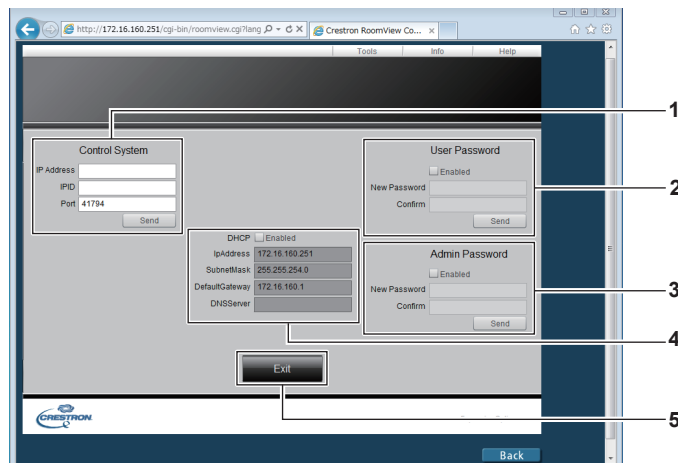 http://172.16.160.251/cgi-bin/roomview.cgi?lang
Crestron RoomView Co...
Tools Info Help
1
Control System
IP Address
IPID
Port 41794
Send
User Password
Enabled
New Password
Confirm
Send
2
DHCP Enabled
IpAddress 172.16.160.251
SubnetMask 255.255.254.0
DefaultGateway 172.16.160.1
DNSServer
Admin Password
Enabled
New Password
Confirm
Send
3
4
Exit
CRESTRON
5
Back